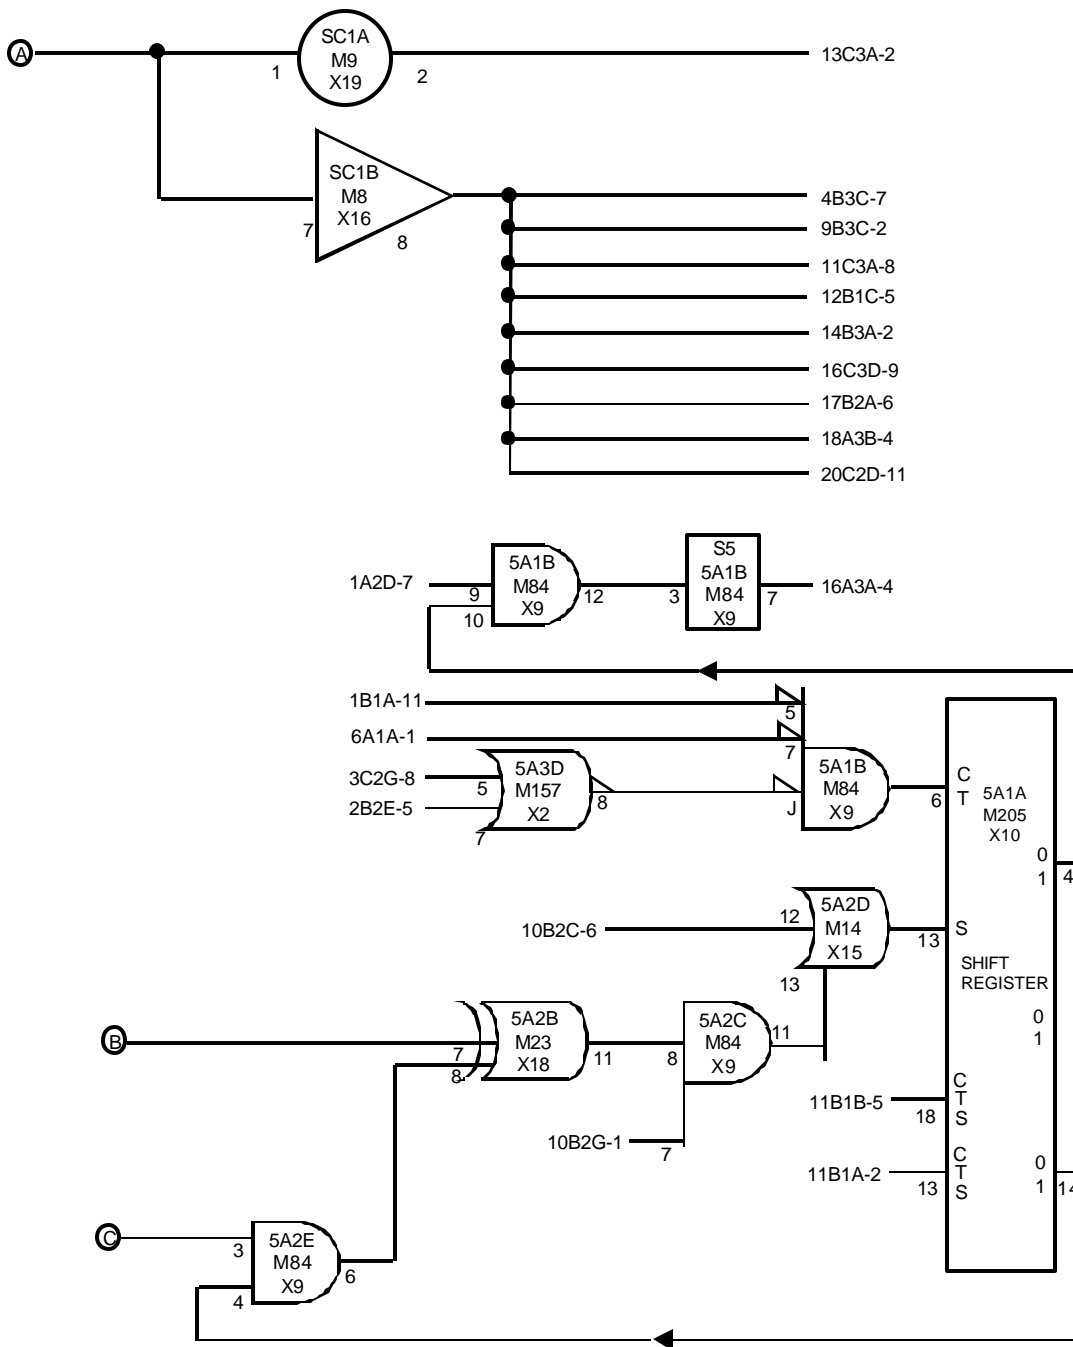 A
SC1A
M9
X19
1
2
13C3A-2
SC1B
M8
X16
7
8
4B3C-7
9B3C-2
11C3A-8
12B1C-5
14B3A-2
16C3D-9
17B2A-6
18A3B-4
20C2D-11
1A2D-7
9
10
5A1B
M84
X9
12
3
S5
5A1B
M84
X9
7
16A3A-4
1B1A-11
5
6A1A-1
7
3C2G-8
5
2B2E-5
7
5A3D
M157
X2
8
J
5A1B
M84
X9
6
C
T
5A1A
M205
X10
0
1
4
10B2C-6
12
13
5A2D
M14
X15
13
S
SHIFT
REGISTER
0
1
B
7
8
5A2B
M23
X18
11
8
5A2C
M84
X9
11
10B2G-1
7
11B1B-5
18
C
T
S
11B1A-2
13
C
T
S
0
1
14
C
3
4
5A2E
M84
X9
6